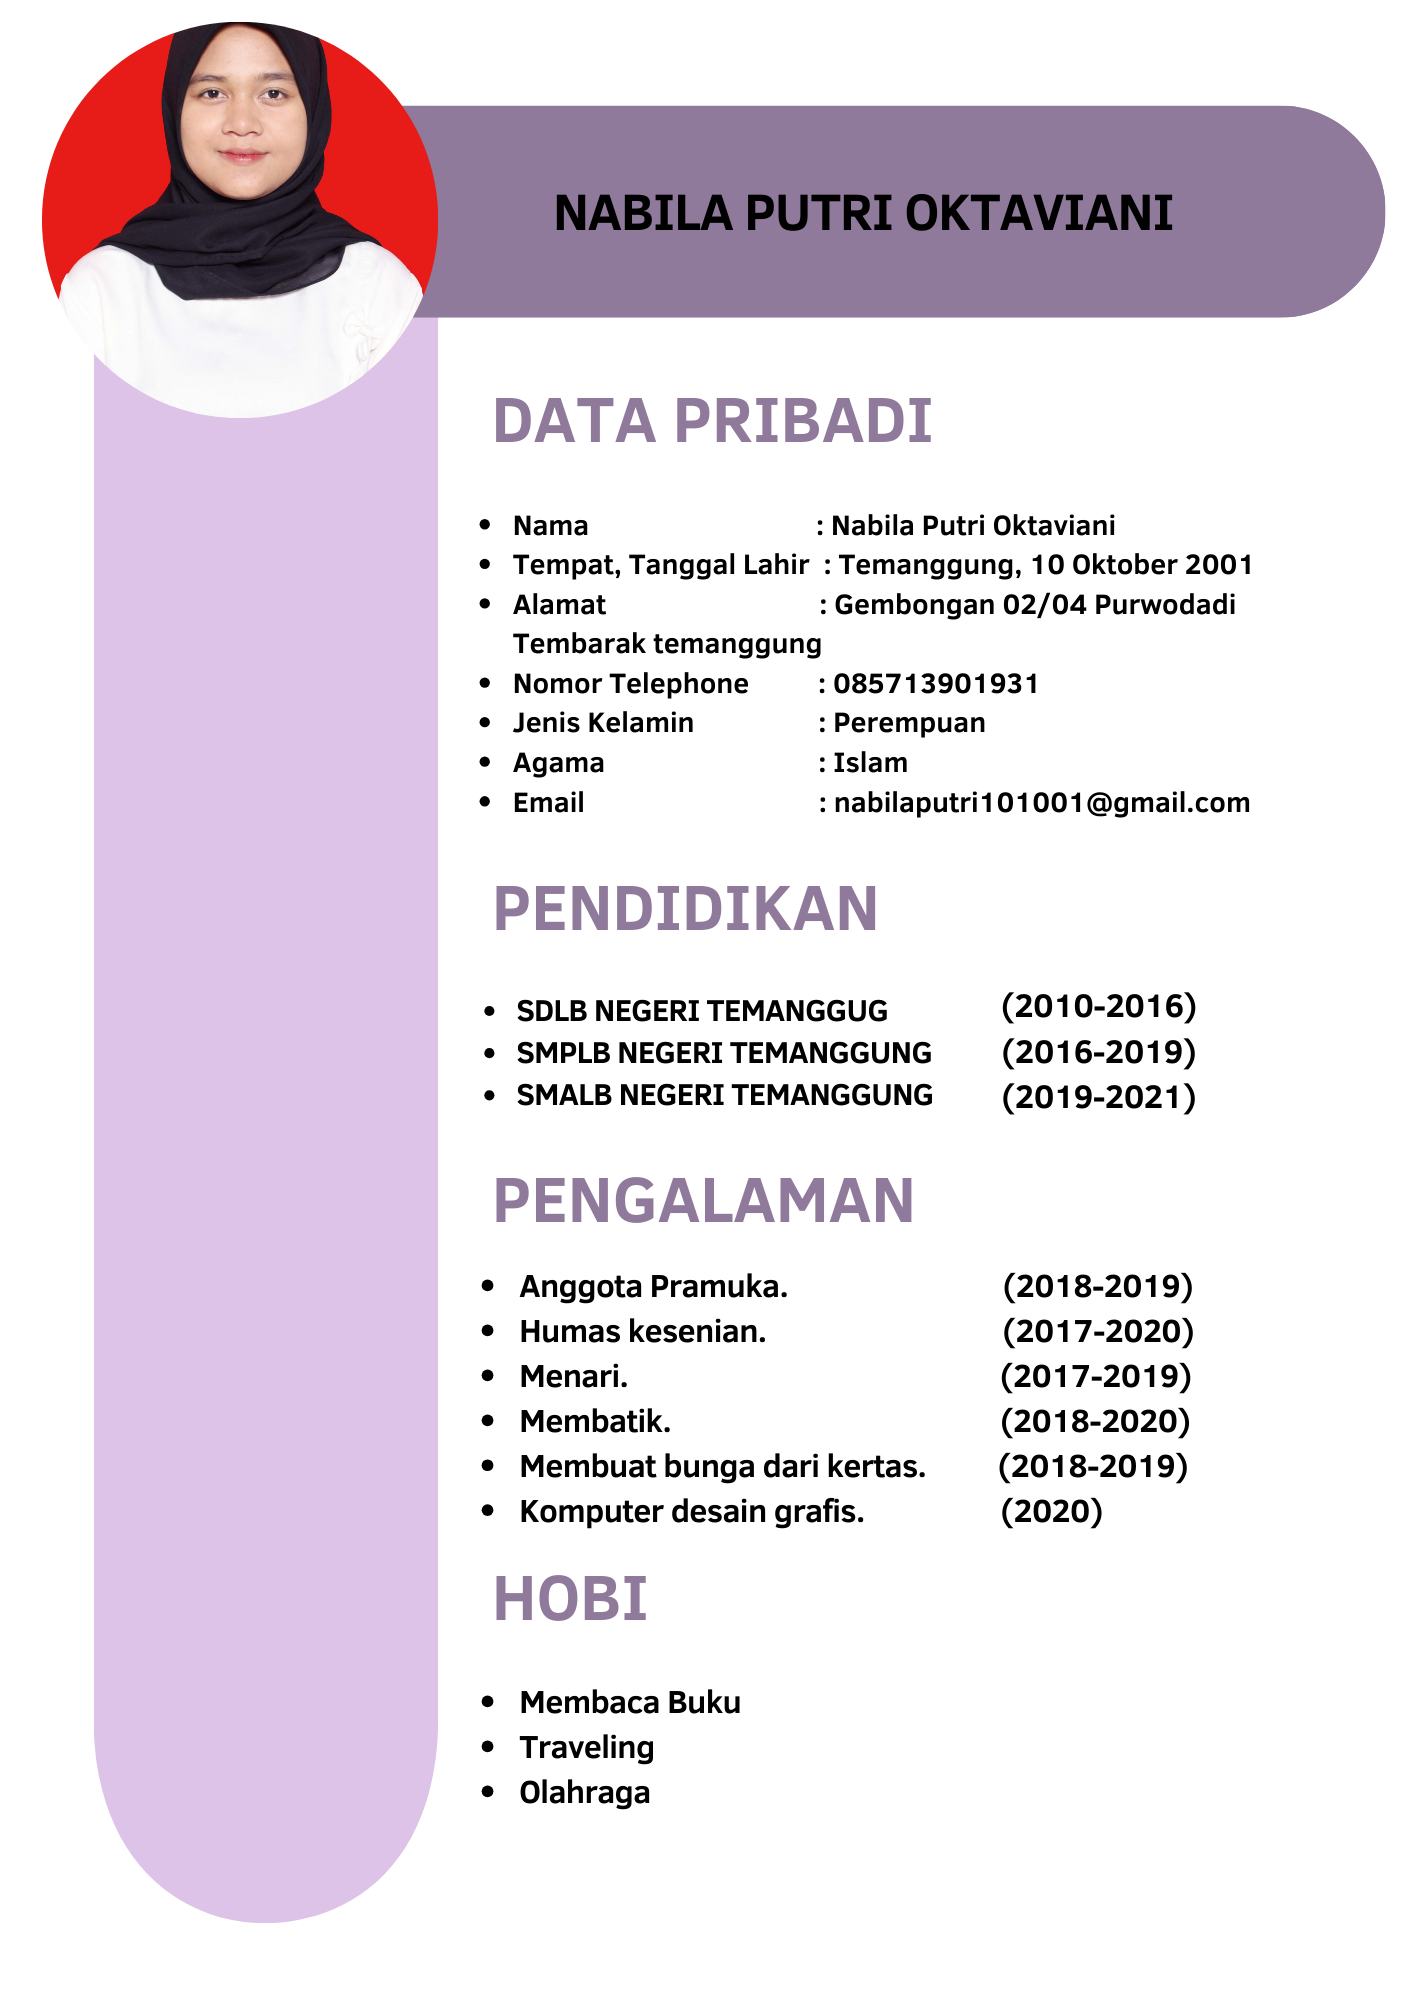 NABILA PUTRI OKTAVIANI
DATA PRIBADI
• Nama : Nabila Putri Oktaviani
• Tempat, Tanggal Lahir : Temanggung, 10 Oktober 2001
• Alamat : Gembongan 02/04 Purwodadi
Tembarak temanggung
• Nomor Telephone : 085713901931
• Jenis Kelamin : Perempuan
• Agama : Islam
• Email : nabilaputri101001@gmail.com
PENDIDIKAN
• SDLB NEGERI TEMANGGUG (2010-2016)
• SMPLB NEGERI TEMANGGUNG (2016-2019)
• SMALB NEGERI TEMANGGUNG (2019-2021)
PENGALAMAN
• Anggota Pramuka. (2018-2019)
• Humas kesenian. (2017-2020)
• Menari. (2017-2019)
• Membatik. (2018-2020)
• Membuat bunga dari kertas. (2018-2019)
• Komputer desain grafis. (2020)
HOBI
• Membaca Buku
• Traveling
• Olahraga